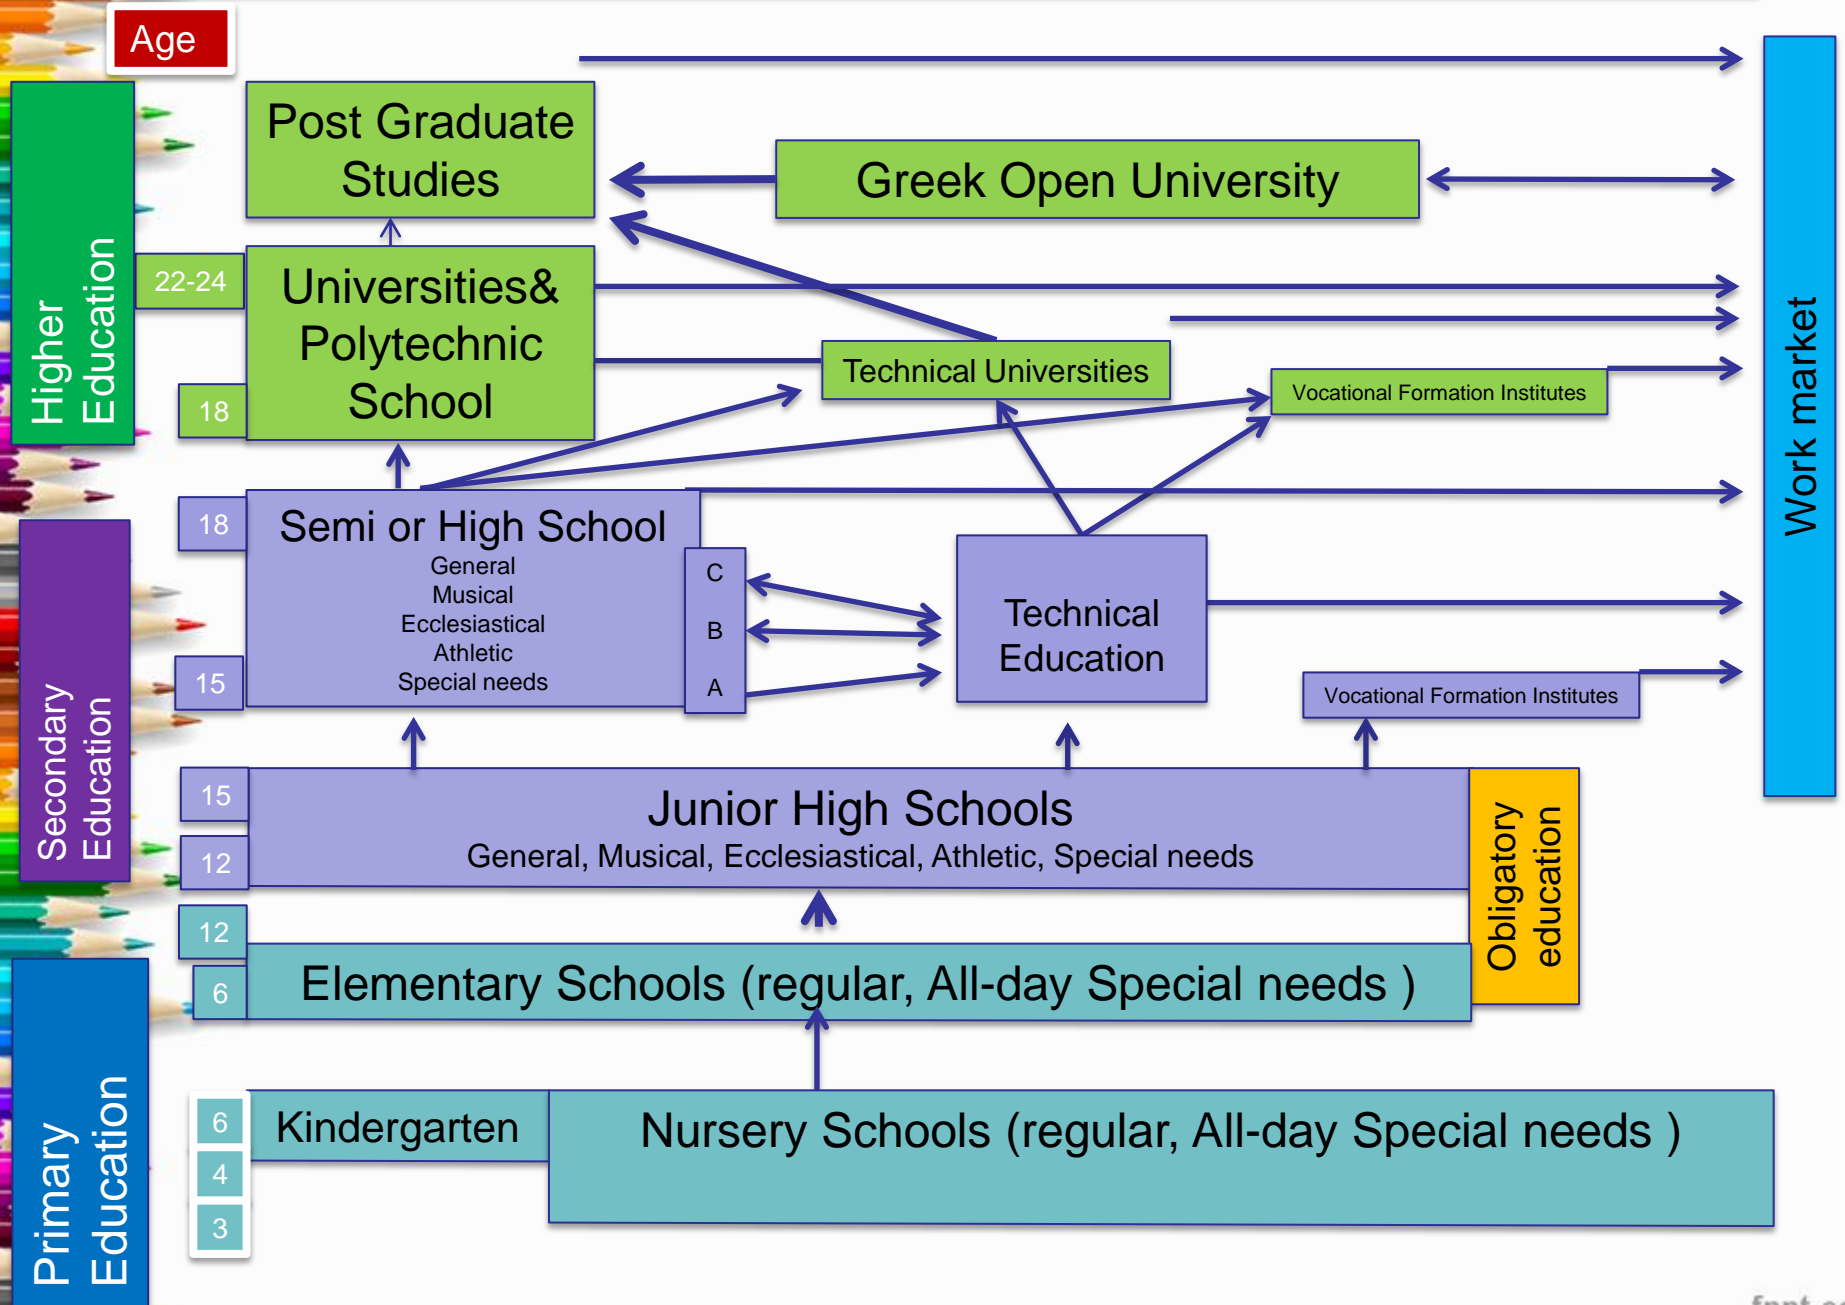 Age
Higher
Education
Post Graduate
Studies
Greek Open University
22-24
Universities&
Polytechnic
School
18
Technical Universities
Vocational Formation Institutes
Work market
Secondary
Education
18
Semi or High School
General
Musical
Ecclesiastical
Athletic
Special needs
15
C
B
A
Technical
Education
Vocational Formation Institutes
15
Junior High Schools
12
General, Musical, Ecclesiastical, Athletic, Special needs
Obligatory
education
Primary
Education
12
6
Elementary Schools (regular, All-day Special needs )
6
4
3
Kindergarten
Nursery Schools (regular, All-day Special needs )